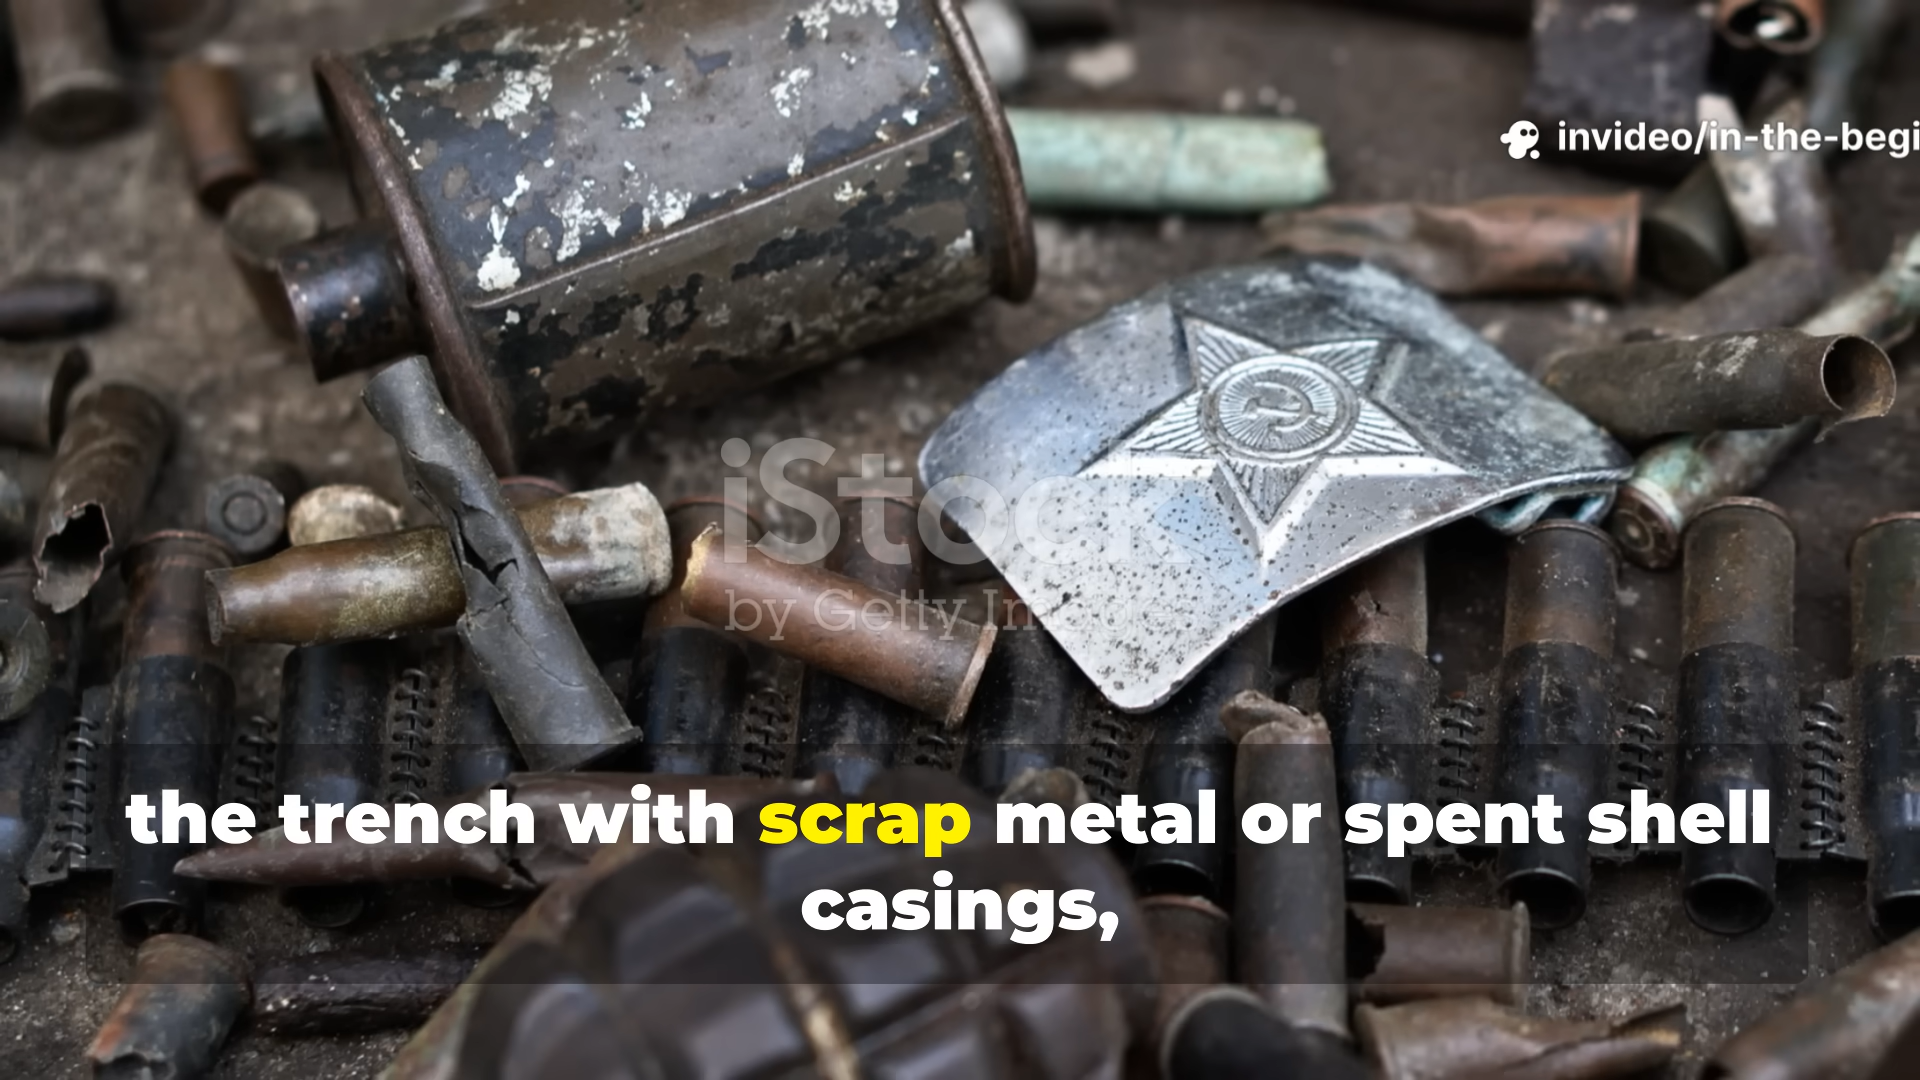 invideo/in-the-begi
iStock
by Getty Images
the trench with scrap metal or spent shell
casings,